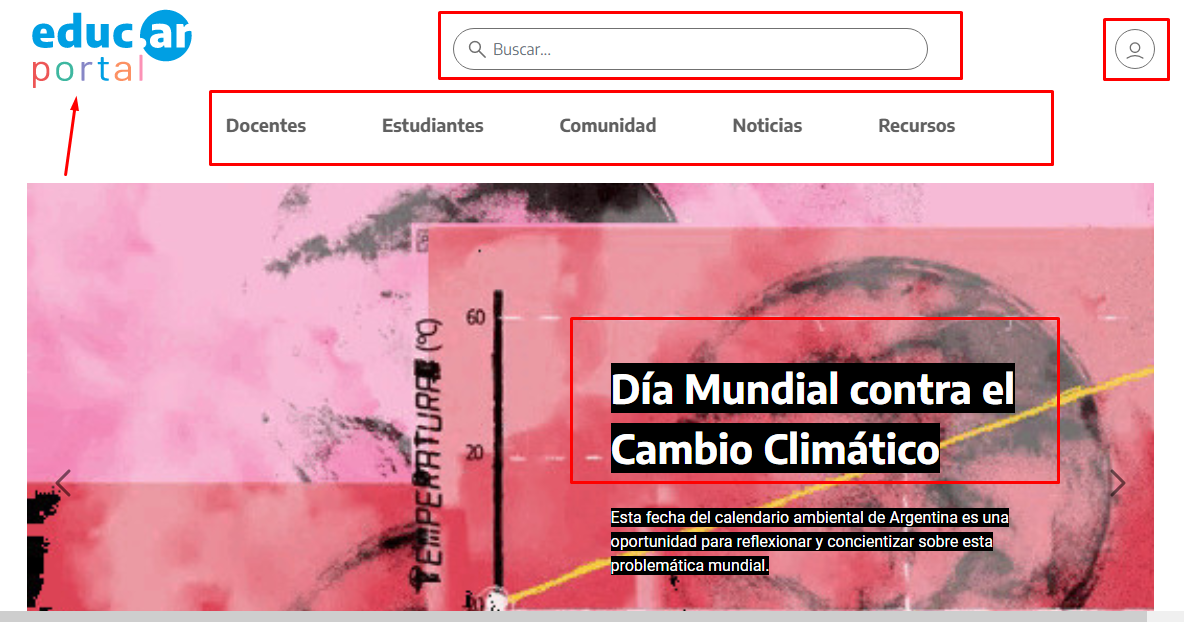 educ.ar
portal
Buscar...
Docentes Estudiantes Comunidad Noticias Recursos
60
TEMPERATURA (ºC)
20
Día Mundial contra el
Cambio Climático
Esta fecha del calendario ambiental de Argentina es una
oportunidad para reflexionar y concientizar sobre esta
problemática mundial.